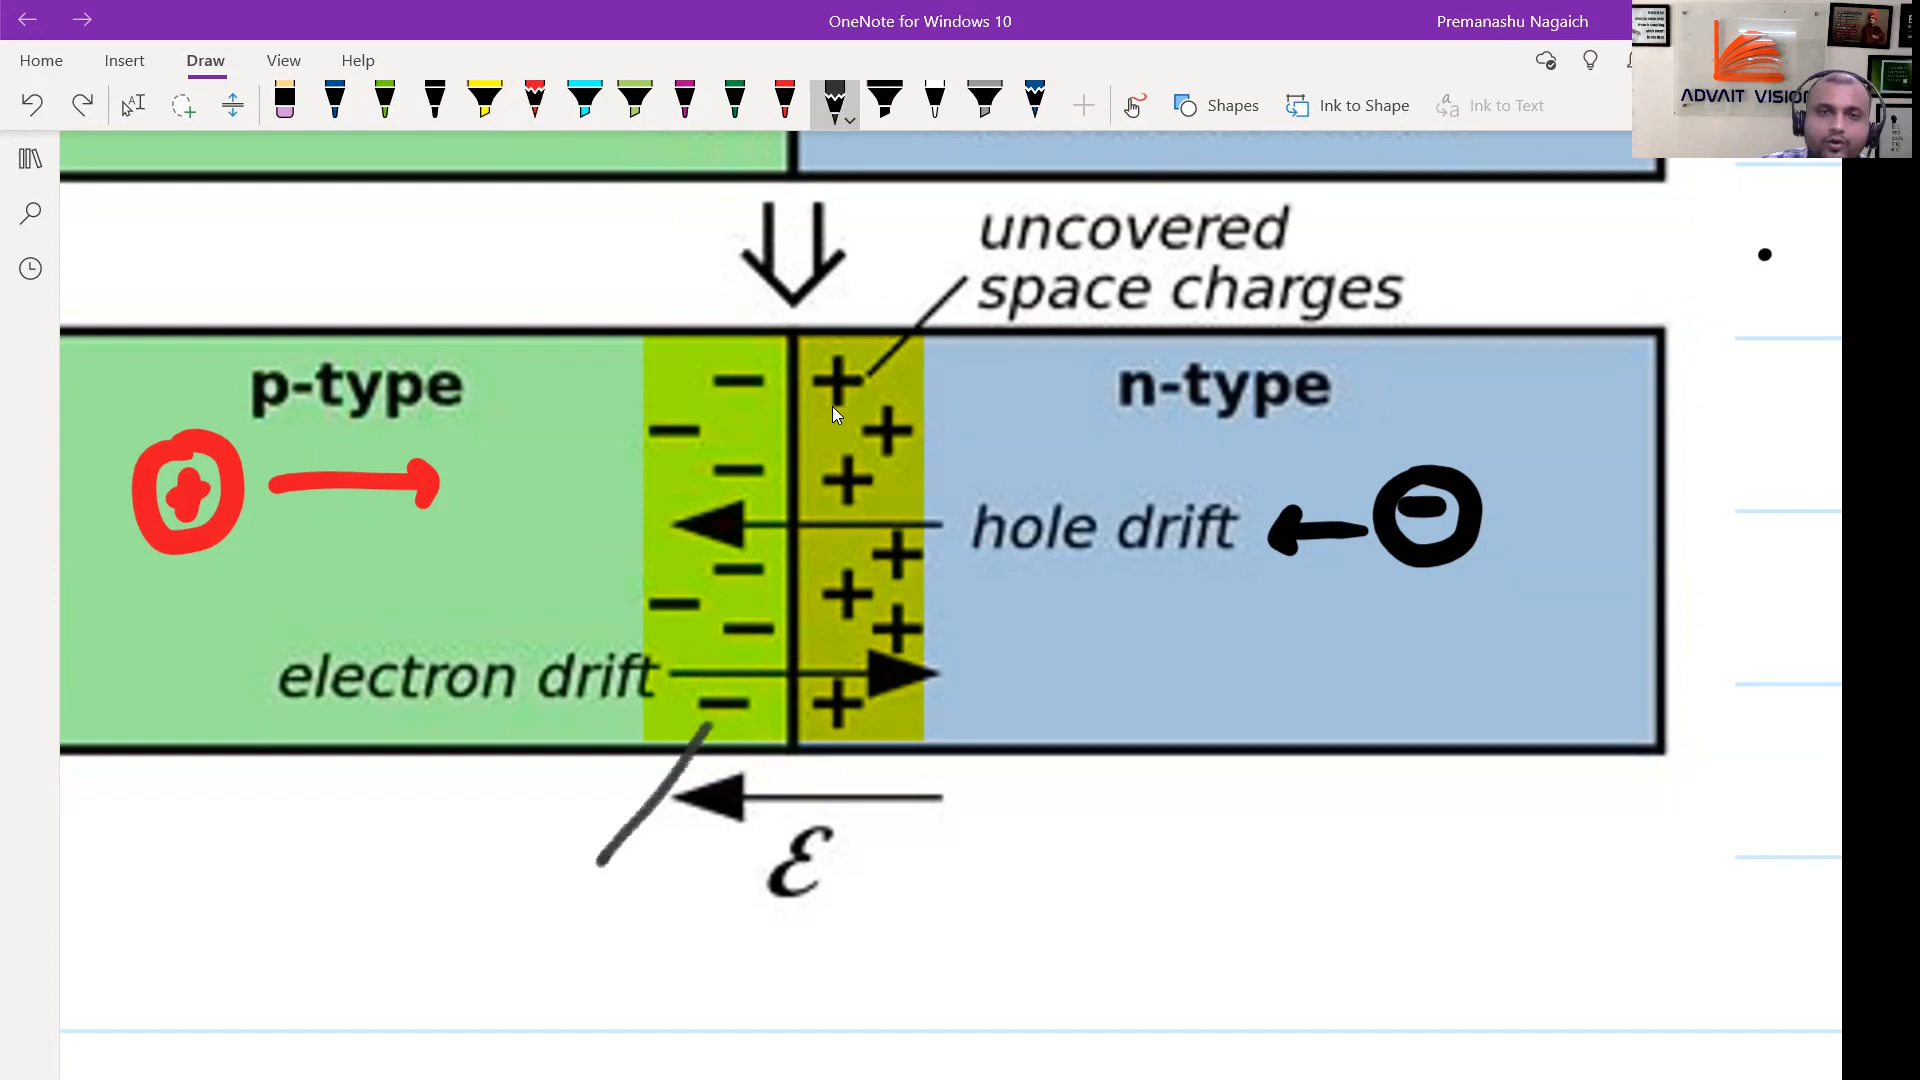 OneNote for Windows 10
Premanashu Nagaich
Home Insert Draw View Help
Shapes Ink to Shape Ink to Text
ADVAIT VISION
uncovered
space charges
p-type
n-type
− +
− +
− +
hole drift
− +
− +
− +
electron drift
− +
ℰ